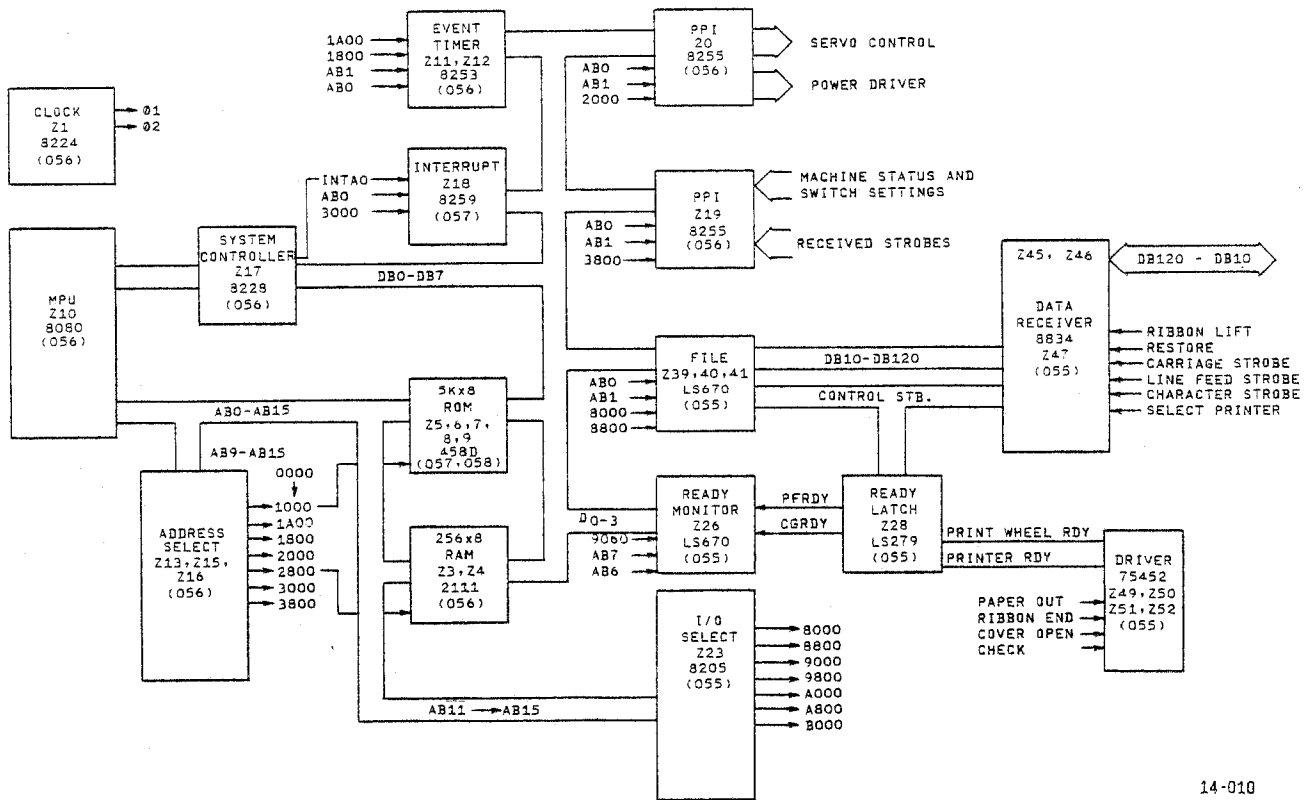 CLOCK
Z1
8224
(056)
01
02
1A00
1800
AB1
AB0
EVENT
TIMER
Z11,Z12
8253
(056)
PPI
20
8255
(056)
AB0
AB1
2000
SERVO CONTROL
POWER DRIVER
INTA0
AB0
3000
INTERRUPT
Z18
8259
(057)
PPI
Z19
8255
(056)
AB0
AB1
3800
MACHINE STATUS AND
SWITCH SETTINGS
RECEIVED STROBES
MPU
Z10
8080
(056)
SYSTEM
CONTROLLER
Z17
8228
(056)
DB0-DB7
Z45, Z46
DATA
RECEIVER
8834
Z47
(055)
DB120 - DB10
RIBBON LIFT
RESTORE
CARRIAGE STROBE
LINE FEED STROBE
CHARACTER STROBE
SELECT PRINTER
FILE
Z39,40,41
LS670
(055)
AB0
AB1
8000
8800
DB10-DB120
CONTROL STB.
AB0-AB15
5Kx8
ROM
Z5,6,7,
8,9
458D
(057,058)
AB9-AB15
ADDRESS
SELECT
Z13,Z15,
Z16
(056)
0000
1000
1A00
1800
2000
2800
3000
3800
256x8
RAM
Z3,Z4
2111
(056)
READY
MONITOR
Z26
LS670
(055)
D0-3
9060
AB7
AB6
PFRDY
CGRDY
READY
LATCH
Z28
LS279
(055)
PRINT WHEEL RDY
PRINTER RDY
DRIVER
75452
Z49,Z50
Z51,Z52
(055)
PAPER OUT
RIBBON END
COVER OPEN
CHECK
I/O
SELECT
Z23
8205
(055)
8000
8800
9000
9800
A000
A800
B000
AB11 → AB15
14-010